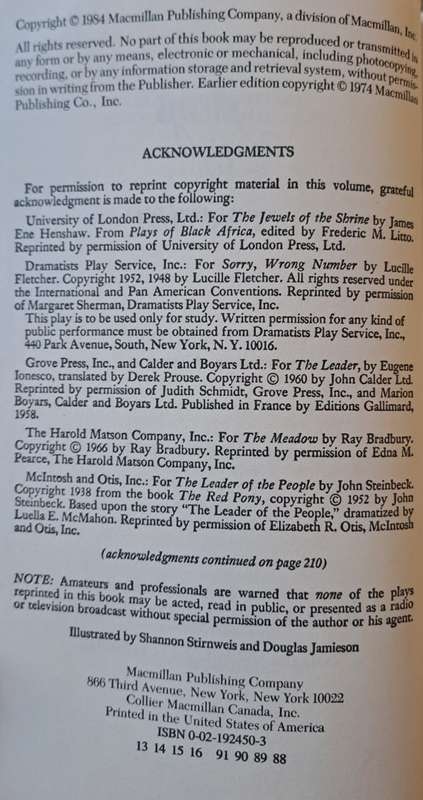 Copyright © 1984 Macmillan Publishing Company, a division of Macmillan, Inc.
All rights reserved. No part of this book may be reproduced or transmitted in
any form or by any means, electronic or mechanical, including photocopying,
recording, or by any information storage and retrieval system, without permis-
sion in writing from the Publisher. Earlier edition copyright © 1974 Macmillan
Publishing Co., Inc.
ACKNOWLEDGMENTS
For permission to reprint copyright material in this volume, grateful
acknowledgment is made to the following:
University of London Press, Ltd.: For The Jewels of the Shrine by James
Ene Henshaw. From Plays of Black Africa, edited by Frederic M. Litto.
Reprinted by permission of University of London Press, Ltd.
Dramatists Play Service, Inc.: For Sorry, Wrong Number by Lucille
Fletcher. Copyright 1952, 1948 by Lucille Fletcher. All rights reserved under
the International and Pan American Conventions. Reprinted by permission
of Margaret Sherman, Dramatists Play Service, Inc.
This play is to be used only for study. Written permission for any kind of
public performance must be obtained from Dramatists Play Service, Inc.,
440 Park Avenue, South, New York, N. Y. 10016.
Grove Press, Inc., and Calder and Boyars Ltd.: For The Leader, by Eugene
Ionesco, translated by Derek Prouse. Copyright © 1960 by John Calder Ltd.
Reprinted by permission of Judith Schmidt, Grove Press, Inc., and Marion
Boyars, Calder and Boyars Ltd. Published in France by Editions Gallimard,
1958.
The Harold Matson Company, Inc.: For The Meadow by Ray Bradbury.
Copyright © 1966 by Ray Bradbury. Reprinted by permission of Edna M.
Pearce, The Harold Matson Company, Inc.
McIntosh and Otis, Inc.: For The Leader of the People by John Steinbeck.
Copyright 1938 from the book The Red Pony, copyright © 1952 by John
Steinbeck. Based upon the story "The Leader of the People," dramatized by
Luella E. McMahon. Reprinted by permission of Elizabeth R. Otis, McIntosh
and Otis, Inc.
(acknowledgments continued on page 210)
NOTE: Amateurs and professionals are warned that none of the plays
reprinted in this book may be acted, read in public, or presented as a radio
or television broadcast without special permission of the author or his agent.
Illustrated by Shannon Stirnweis and Douglas Jamieson
Macmillan Publishing Company
866 Third Avenue, New York, New York 10022
Collier Macmillan Canada, Inc.
Printed in the United States of America
ISBN 0-02-192450-3
13 14 15 16 91 90 89 88